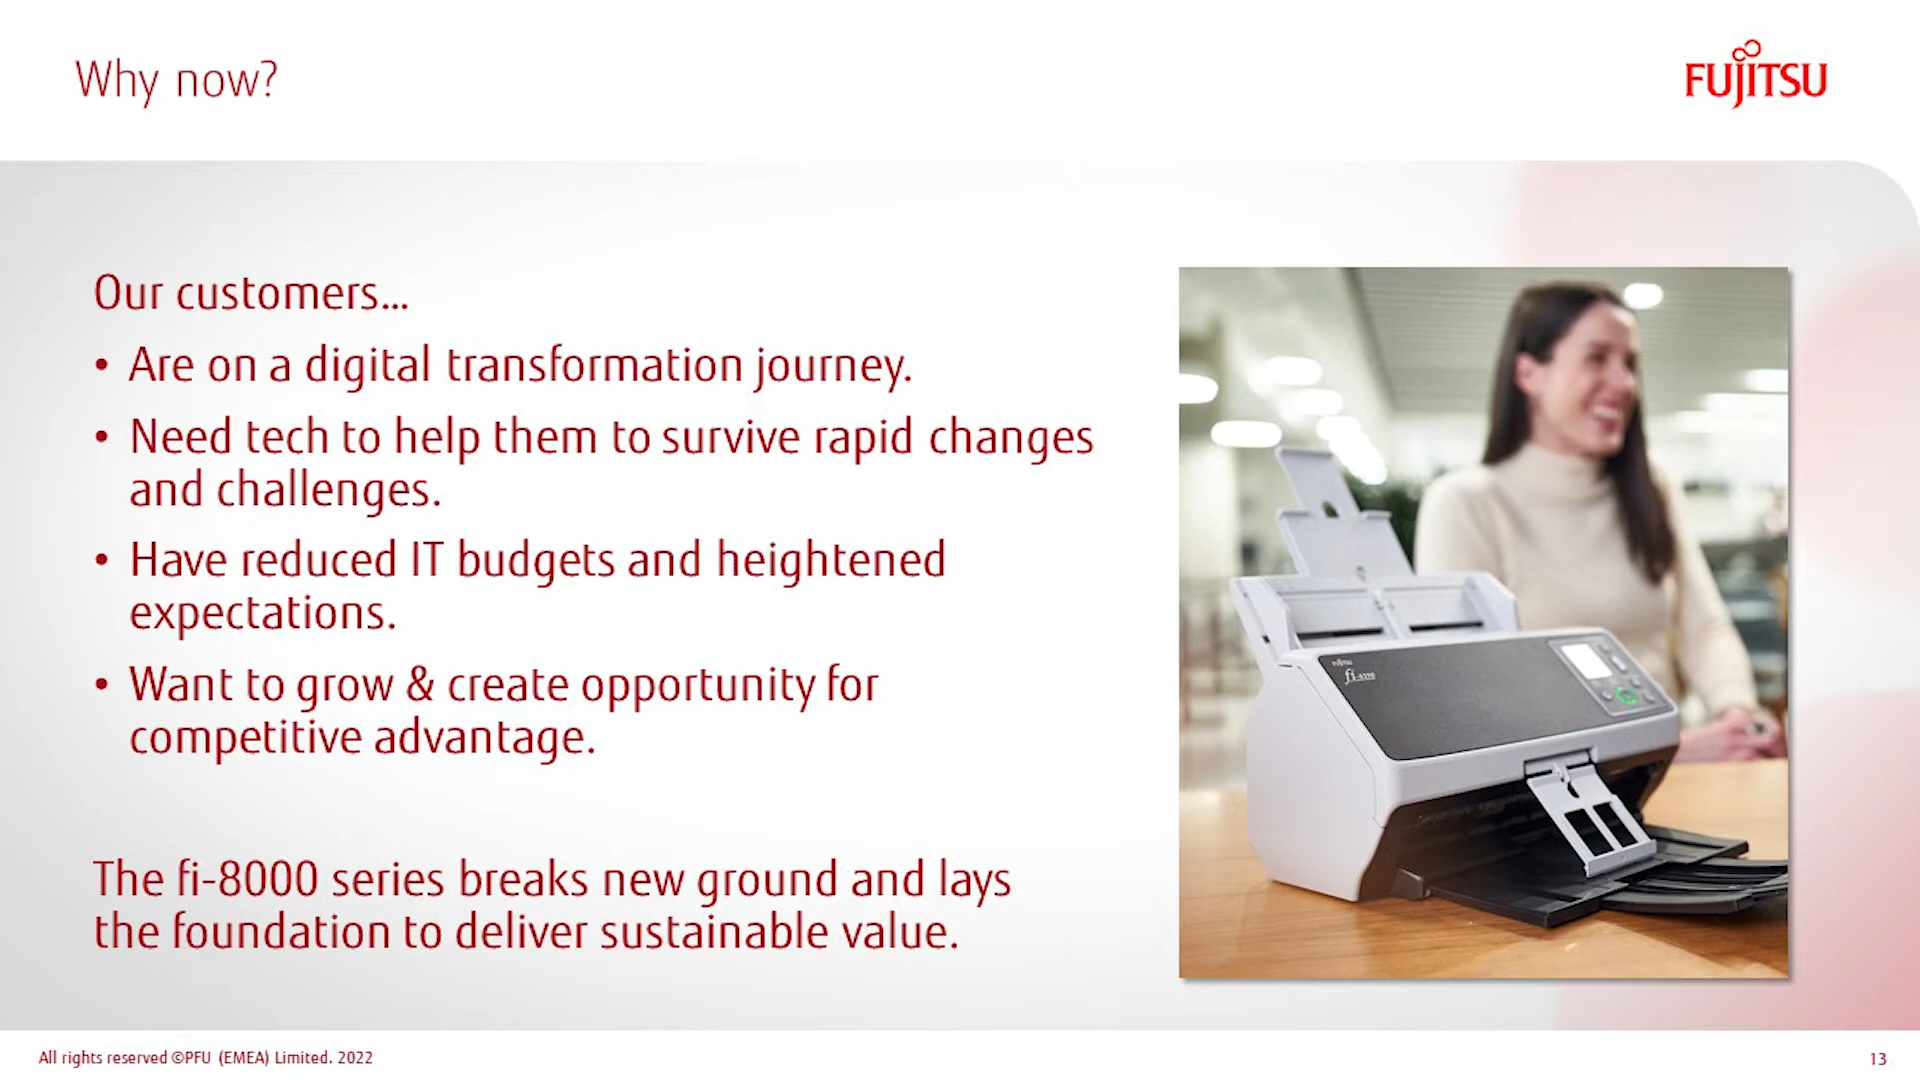 Why now?
FUJITSU
Our customers...
• Are on a digital transformation journey.
• Need tech to help them to survive rapid changes
and challenges.
• Have reduced IT budgets and heightened
expectations.
• Want to grow & create opportunity for
competitive advantage.
The fi-8000 series breaks new ground and lays
the foundation to deliver sustainable value.
FUJITSU
All rights reserved ©PFU (EMEA) Limited. 2022
13